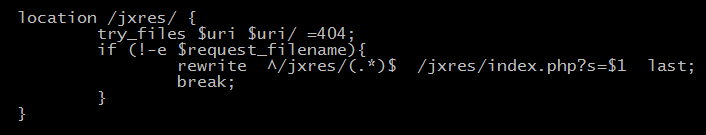 location /jxres/ {
        try_files $uri $uri/ =404;
        if (!-e $request_filename){
                rewrite  ^/jxres/(.*)$  /jxres/index.php?s=$1  last;
                break;
        }
}